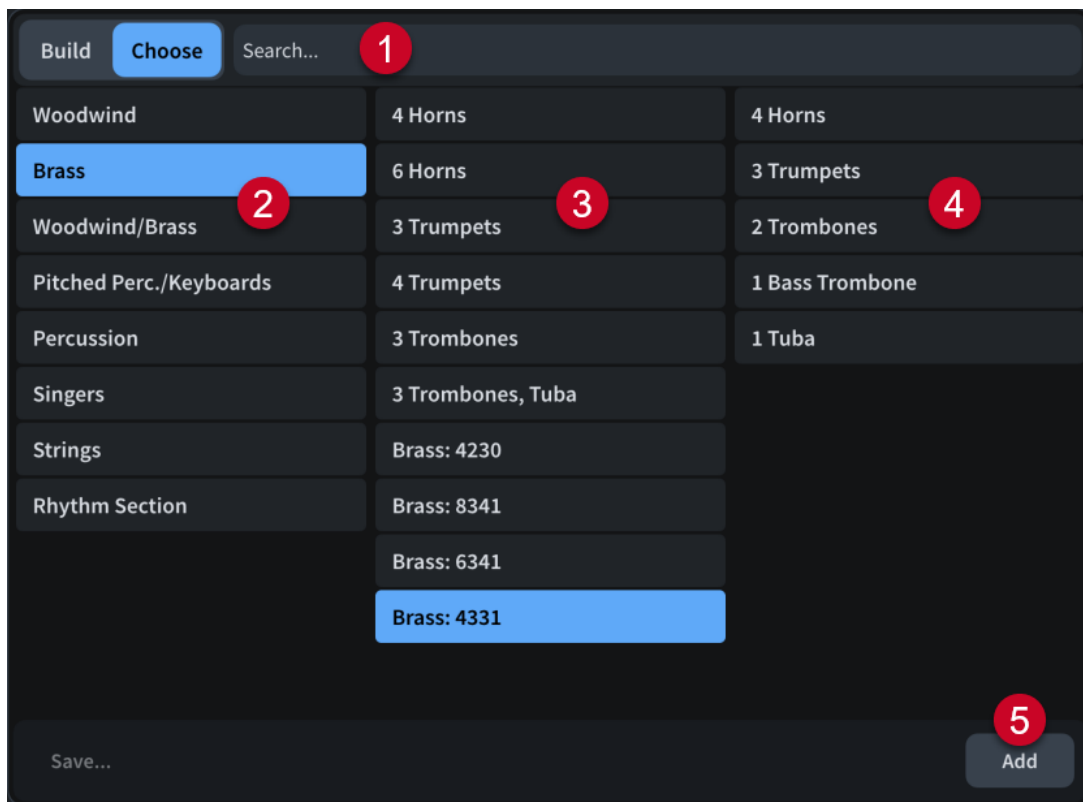 Build Choose Search... 1
Woodwind 4 Horns 4 Horns
Brass 6 Horns 3 Trumpets
2 3 4
Woodwind/Brass 3 Trumpets 2 Trombones
Pitched Perc./Keyboards 4 Trumpets 1 Bass Trombone
Percussion 3 Trombones 1 Tuba
Singers 3 Trombones, Tuba
Strings Brass: 4230
Rhythm Section Brass: 8341
Brass: 6341
Brass: 4331
5
Save... Add